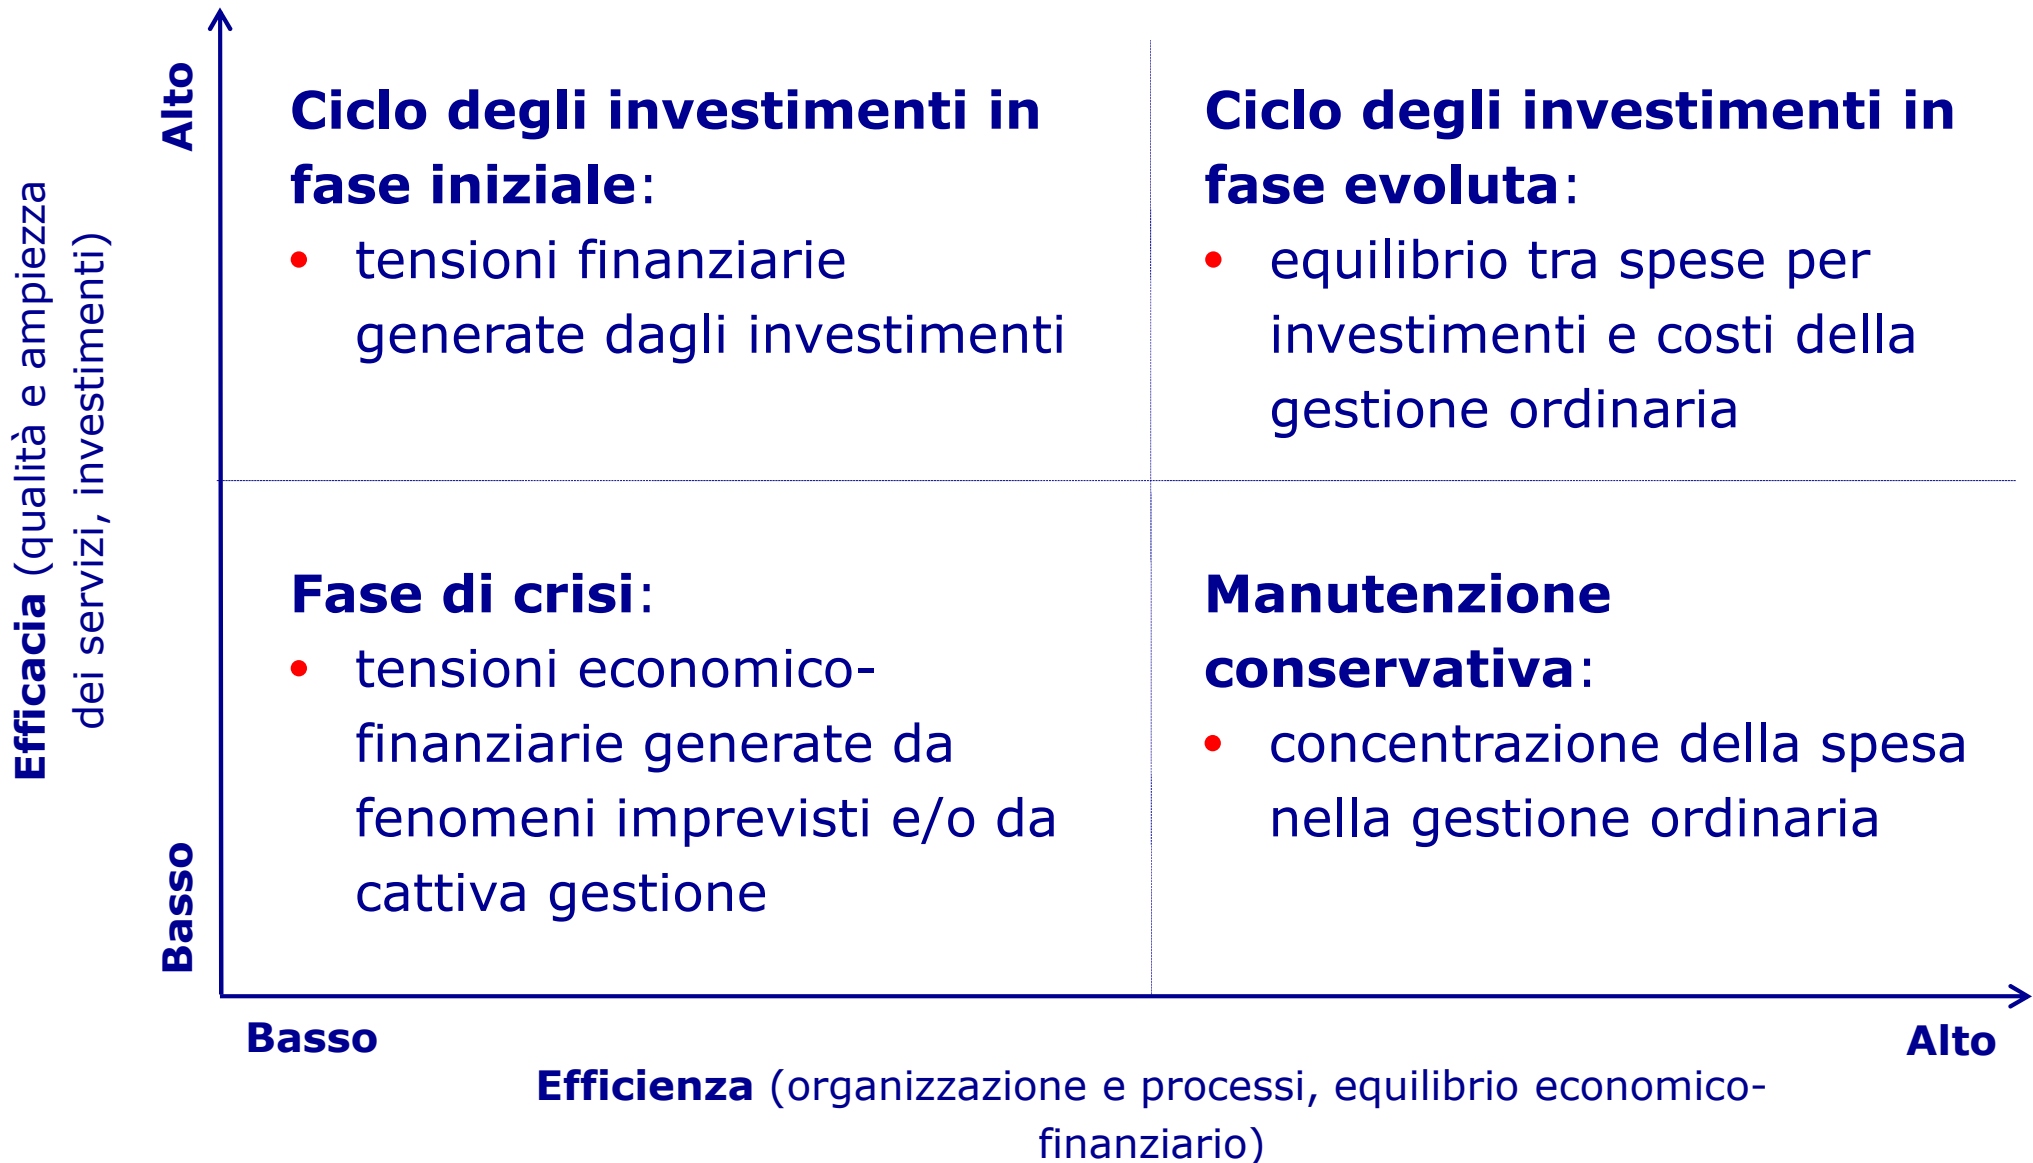 Alto
Efficacia (qualità e ampiezza
dei servizi, investimenti)
Basso
Ciclo degli investimenti in
fase iniziale:
• tensioni finanziarie
generate dagli investimenti
Ciclo degli investimenti in
fase evoluta:
• equilibrio tra spese per
investimenti e costi della
gestione ordinaria
Fase di crisi:
• tensioni economico-
finanziarie generate da
fenomeni imprevisti e/o da
cattiva gestione
Manutenzione
conservativa:
• concentrazione della spesa
nella gestione ordinaria
Basso
Alto
Efficienza (organizzazione e processi, equilibrio economico-
finanziario)